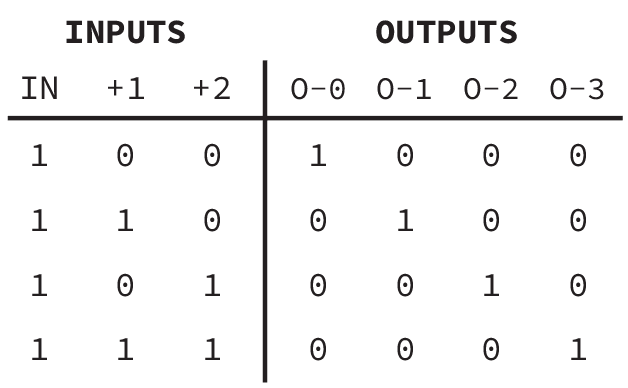 INPUTS OUTPUTS
IN +1 +2 O-0 O-1 O-2 O-3
1 0 0 1 0 0 0
1 1 0 0 1 0 0
1 0 1 0 0 1 0
1 1 1 0 0 0 1